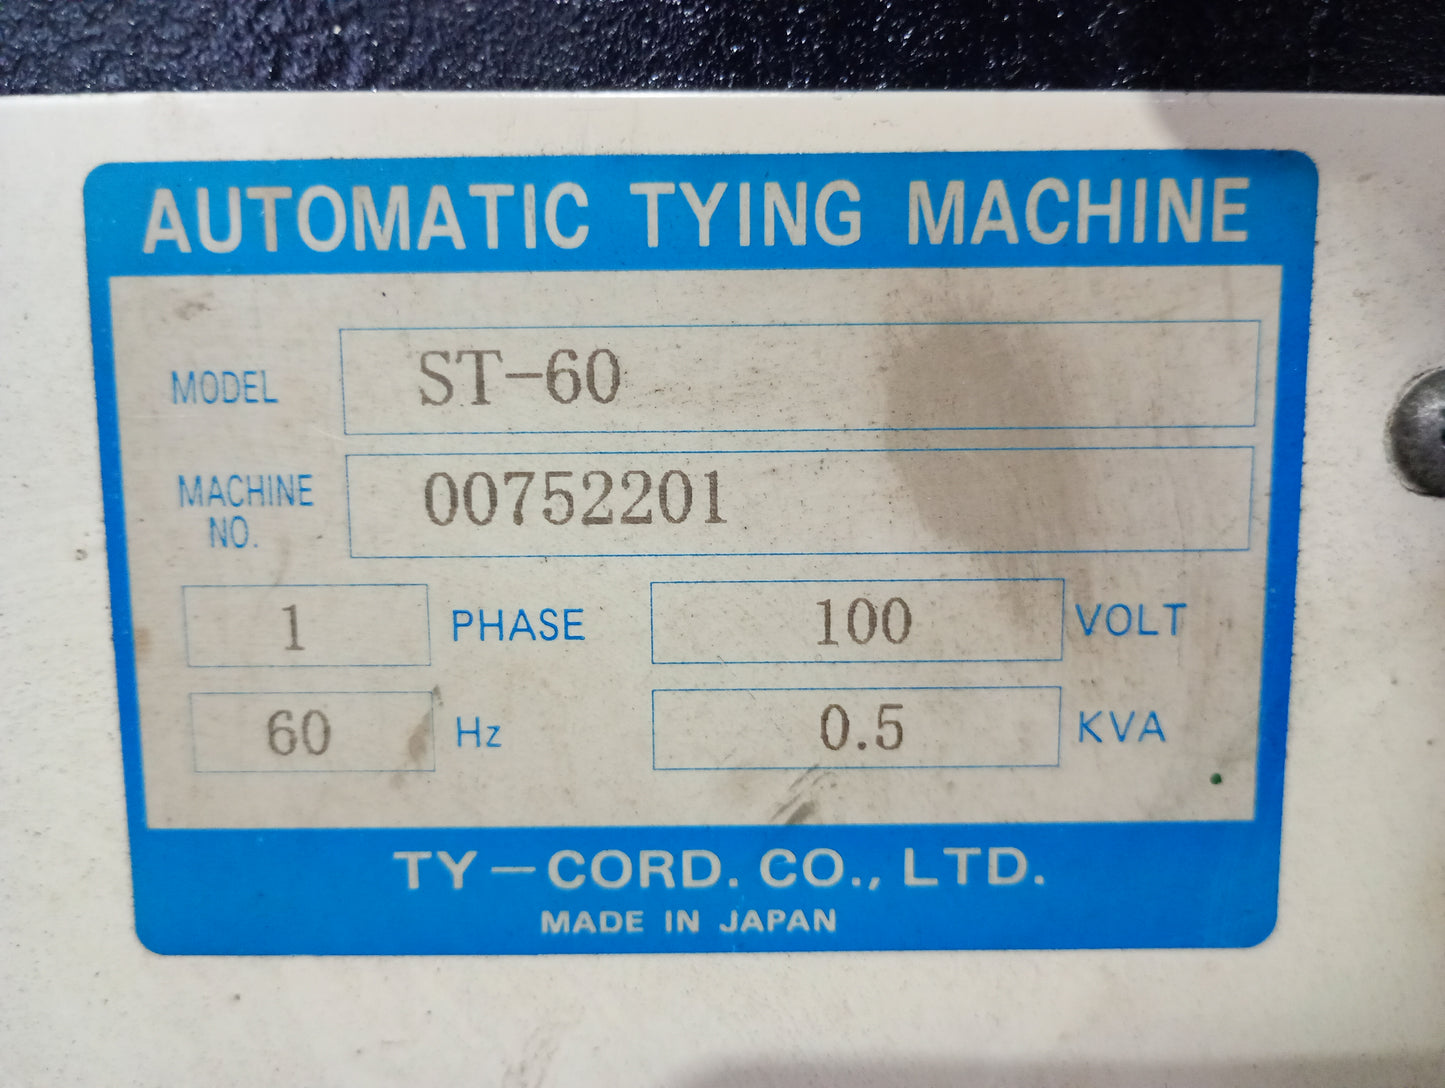 AUTOMATIC TYING MACHINE
MODEL ST-60
MACHINE NO. 00752201
1 PHASE 100 VOLT
60 Hz 0.5 KVA
TY-CORD. CO., LTD.
MADE IN JAPAN